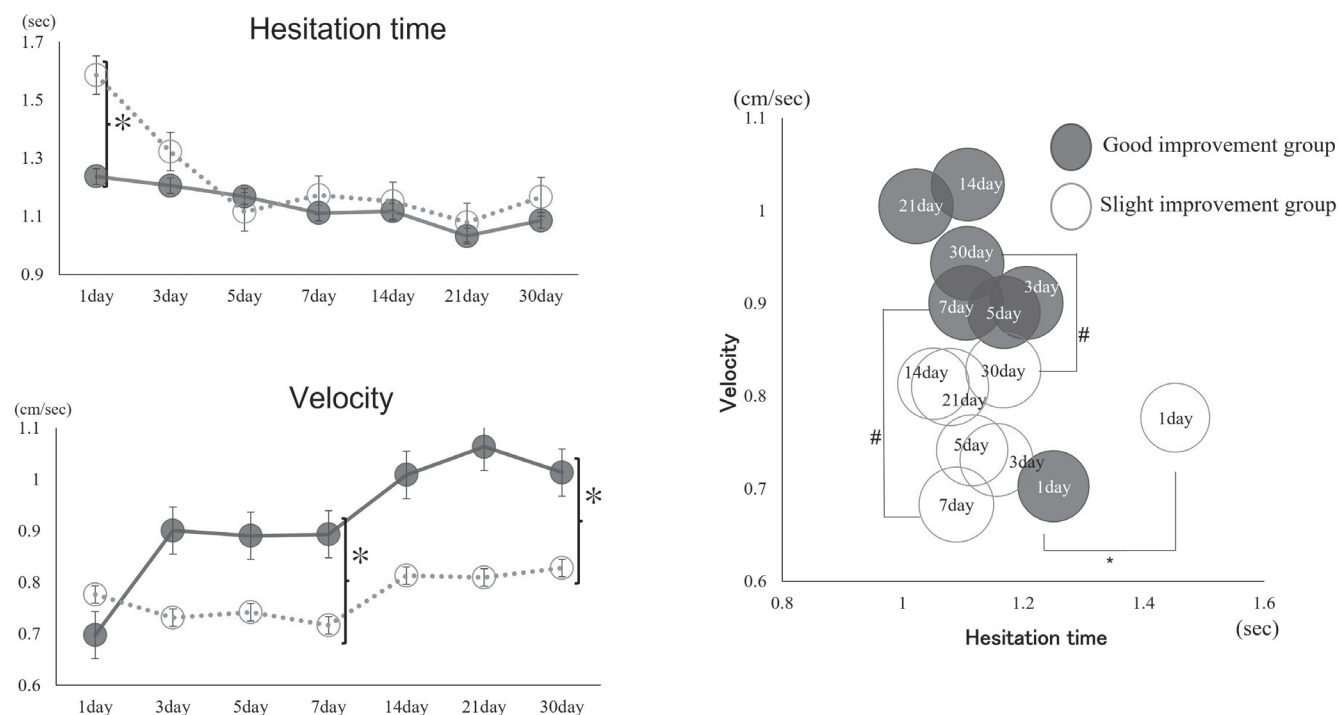 Hesitation time
(sec)
1.7
1.5
1.3
1.1
0.9
*
1day 3day 5day 7day 14day 21day 30day
Velocity
(cm/sec)
1.1
1
0.9
0.8
0.7
0.6
*
*
1day 3day 5day 7day 14day 21day 30day
(cm/sec)
1.1
1
0.9
0.8
0.7
0.6
Velocity
Good improvement group
Slight improvement group
14day
21day
30day
3day
7day
5day
#
30day
14day
21day
1day
#
5day
3day
1day
7day
*
0.8 1 1.2 1.4 1.6
Hesitation time
(sec)